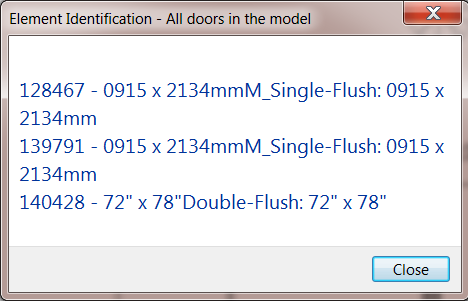 Element Identification - All doors in the model
128467 - 0915 x 2134mmM_Single-Flush: 0915 x
2134mm
139791 - 0915 x 2134mmM_Single-Flush: 0915 x
2134mm
140428 - 72" x 78"Double-Flush: 72" x 78"
Close